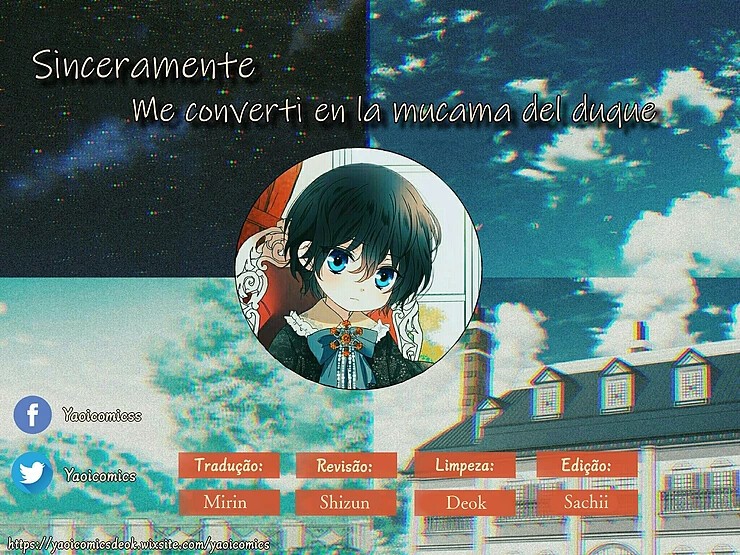 Sinceramente
Me converti en la mucama del duque
Yaoicomicss
Yaoicomics
Tradução: Revisão: Limpeza: Edição:
Mirin Shizun Deok Sachii
https://yaoicomicsdeok.wixsite.com/yaoicomics